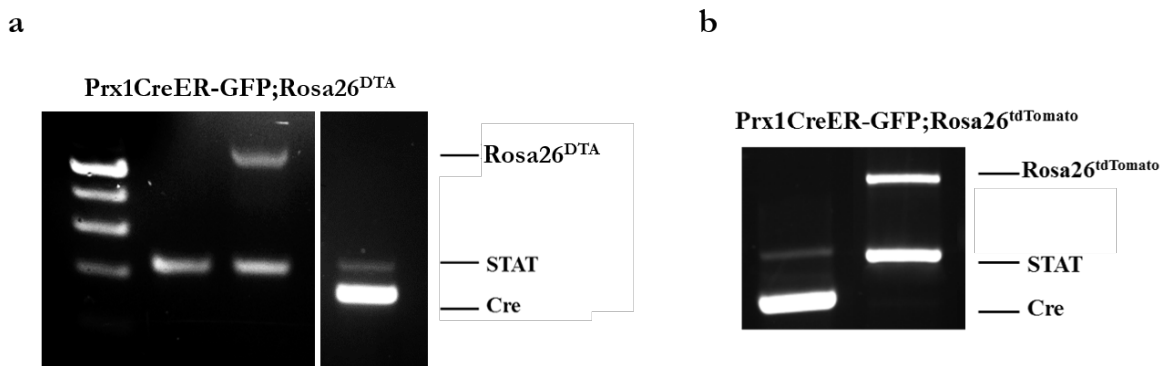 a
Prx1CreER-GFP;Rosa26DTA
Rosa26DTA
STAT
Cre
b
Prx1CreER-GFP;Rosa26tdTomato
Rosa26tdTomato
STAT
Cre